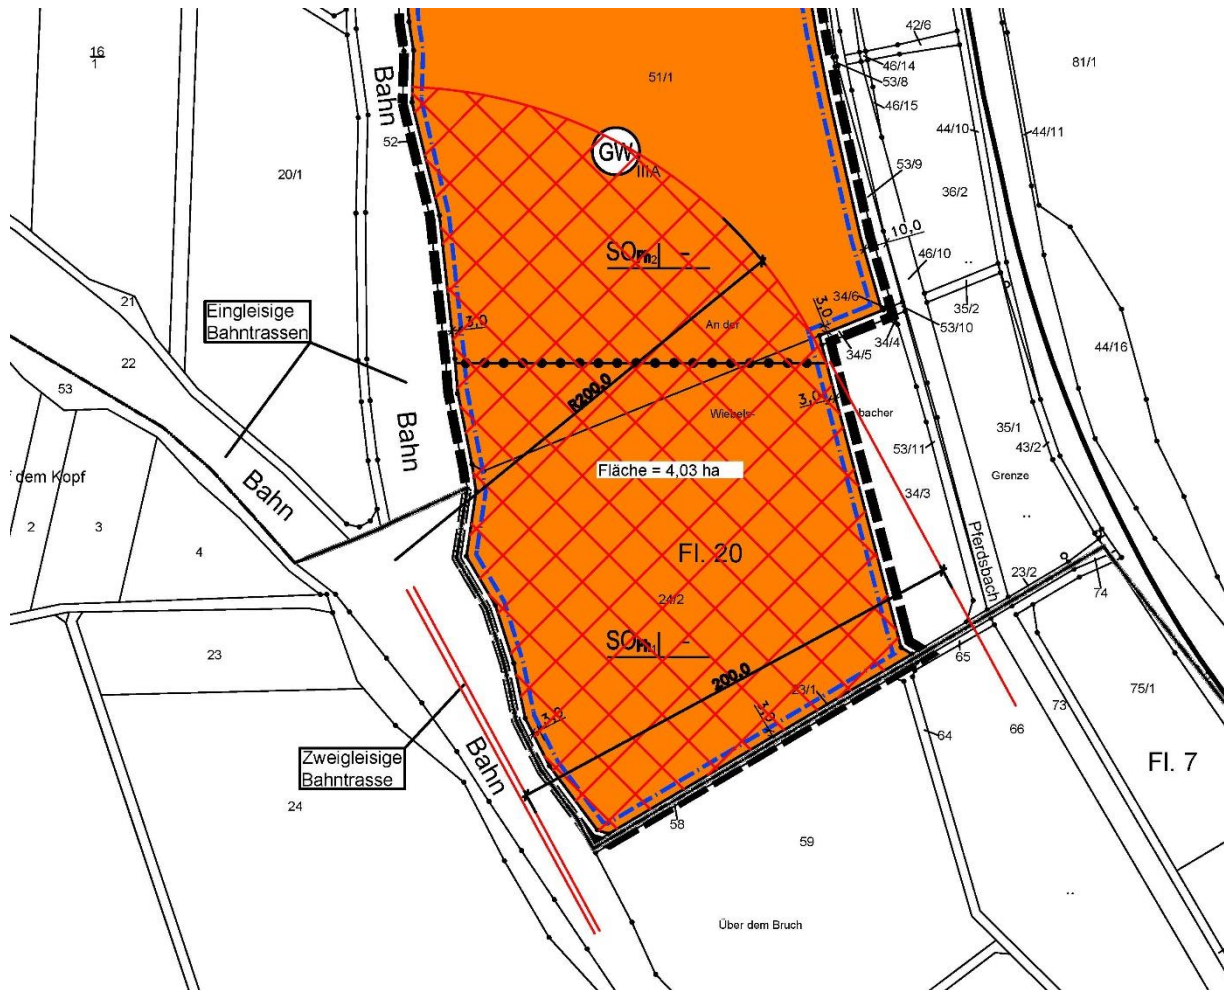 42/6
16
1
46/14
81/1
51/1
53/8
Bahn
46/15
44/10
44/11
52
GW
IIIA
53/9
20/1
36/2
10,0
46/10
..
21
Eingleisige
Bahntrassen
34/6
3,0
35/2
3,0
An der
53/10
34/4
34/5
44/16
22
53
R200,0
3,0
Wiebels-
bacher
Bahn
35/1
43/2
53/11
f dem Kopf
Fläche = 4,03 ha
Grenze
Bahn
34/3
..
2
3
4
Fl. 20
Pferdsbach
23/2
74
24/2
23
65
200,0
23/1
75/1
3,0
3,0
73
66
64
Zweigleisige
Bahntrasse
Bahn
Fl. 7
24
58
59
..
Über dem Bruch